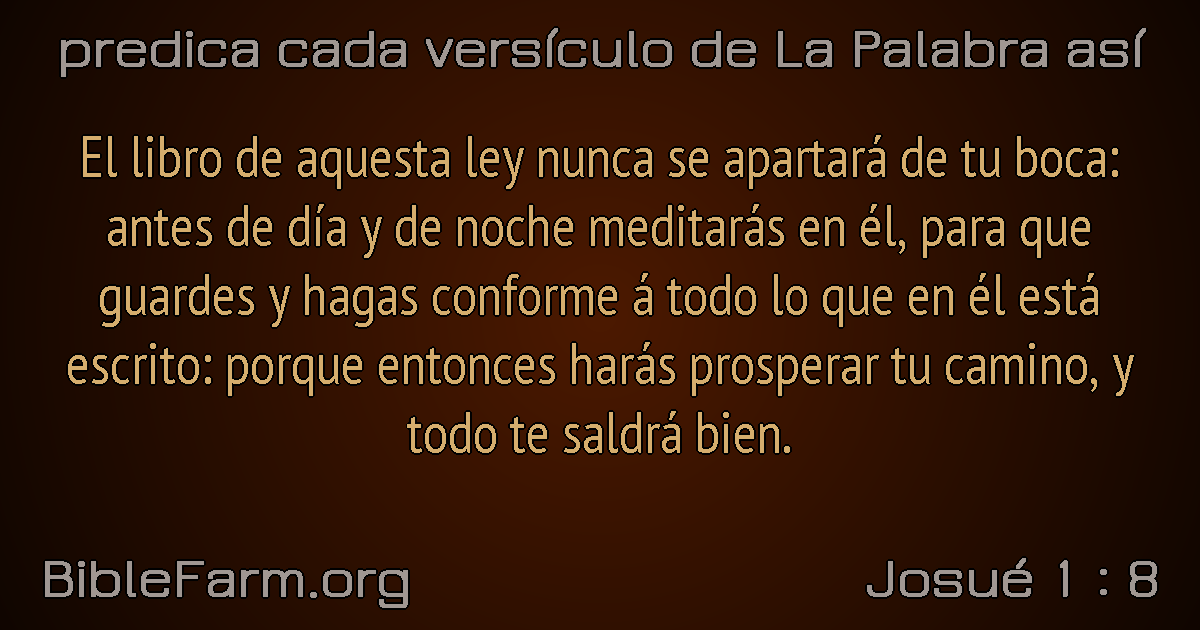 predica cada versículo de La Palabra así
El libro de aquesta ley nunca se apartará de tu boca:
antes de día y de noche meditarás en él, para que
guardes y hagas conforme á todo lo que en él está
escrito: porque entonces harás prosperar tu camino, y
todo te saldrá bien.
BibleFarm.org
Josué 1 : 8